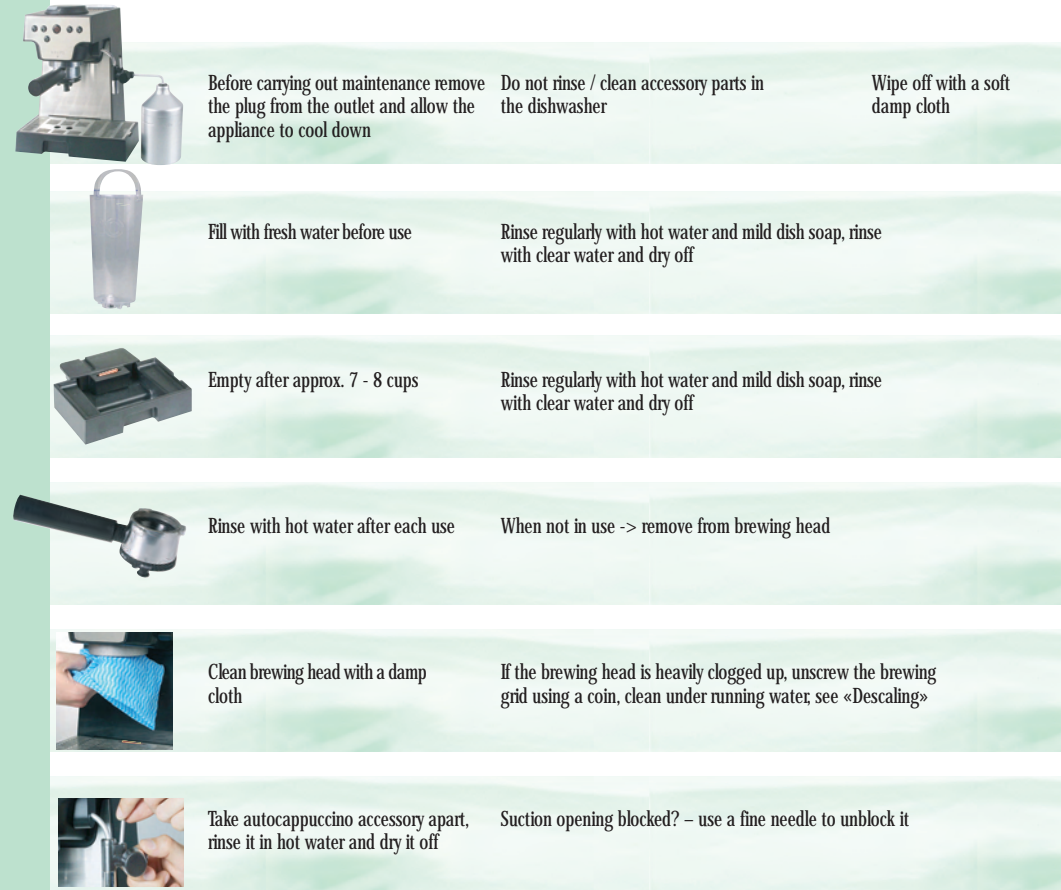 Before carrying out maintenance remove
the plug from the outlet and allow the
appliance to cool down
Do not rinse / clean accessory parts in
the dishwasher
Wipe off with a soft
damp cloth
Fill with fresh water before use
Rinse regularly with hot water and mild dish soap, rinse
with clear water and dry off
Empty after approx. 7 - 8 cups
Rinse regularly with hot water and mild dish soap, rinse
with clear water and dry off
Rinse with hot water after each use
When not in use -> remove from brewing head
Clean brewing head with a damp
cloth
If the brewing head is heavily clogged up, unscrew the brewing
grid using a coin, clean under running water, see «Descaling»
Take autocappuccino accessory apart,
rinse it in hot water and dry it off
Suction opening blocked? – use a fine needle to unblock it